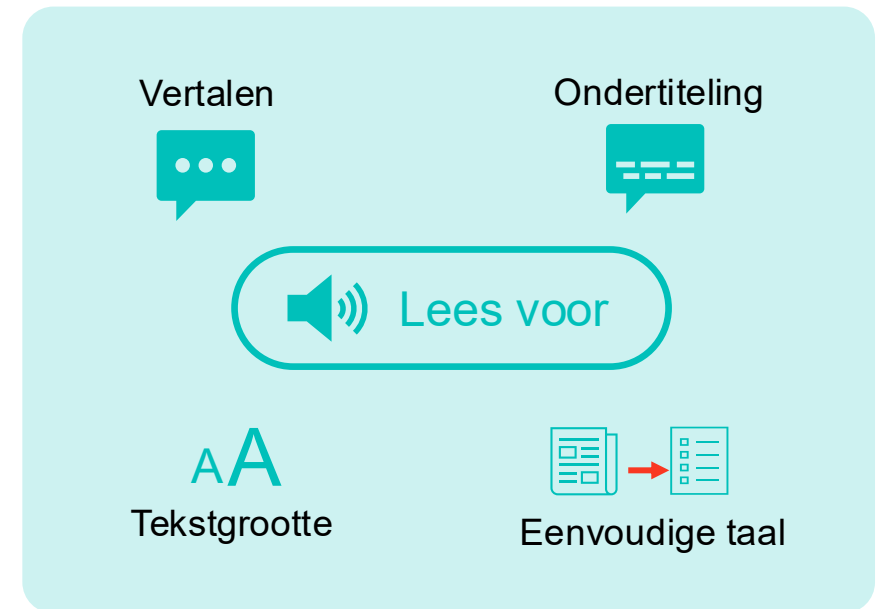 Vertalen
Ondertiteling
Lees voor
AA
Tekstgrootte
Eenvoudige taal